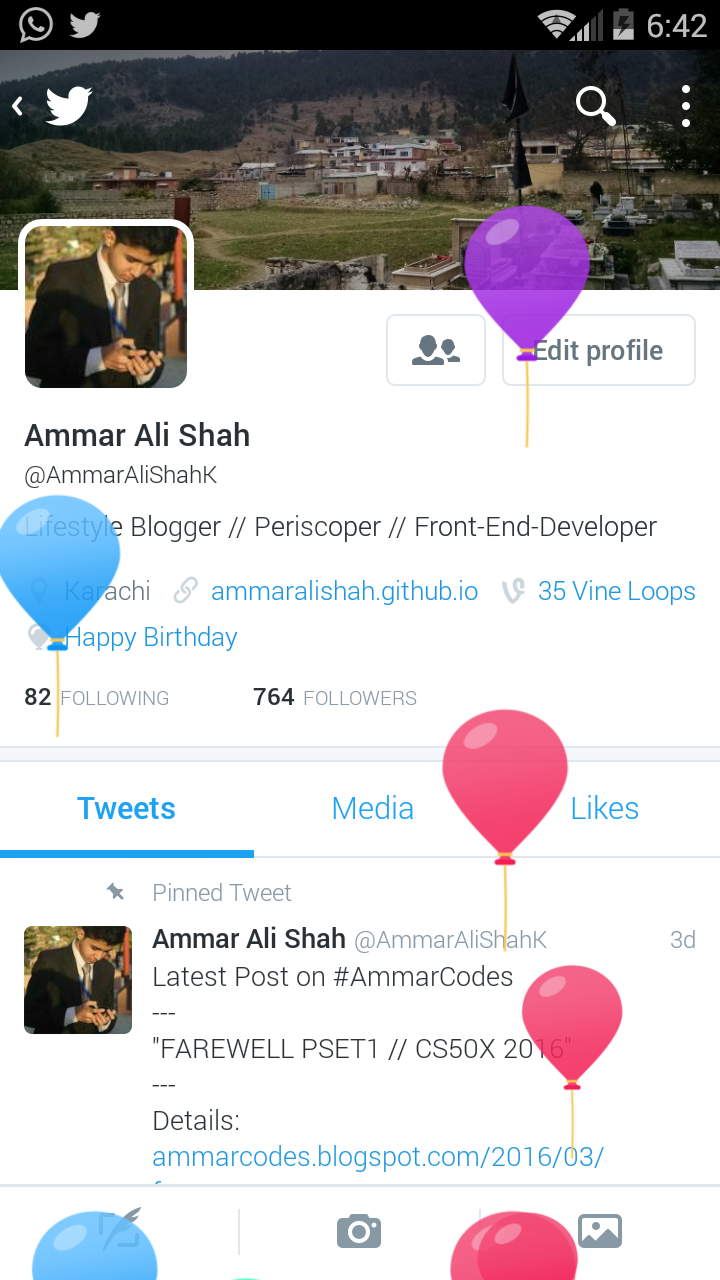 6:42
Edit profile
Ammar Ali Shah
@AmmarAliShahK
Lifestyle Blogger // Periscoper // Front-End-Developer
Karachi ammaralishah.github.io 35 Vine Loops
Happy Birthday
82 FOLLOWING 764 FOLLOWERS
Tweets Media Likes
Pinned Tweet
Ammar Ali Shah @AmmarAliShahK 3d
Latest Post on #AmmarCodes
---
"FAREWELL PSET1 // CS50X 2016"
---
Details:
ammarcodes.blogspot.com/2016/03/